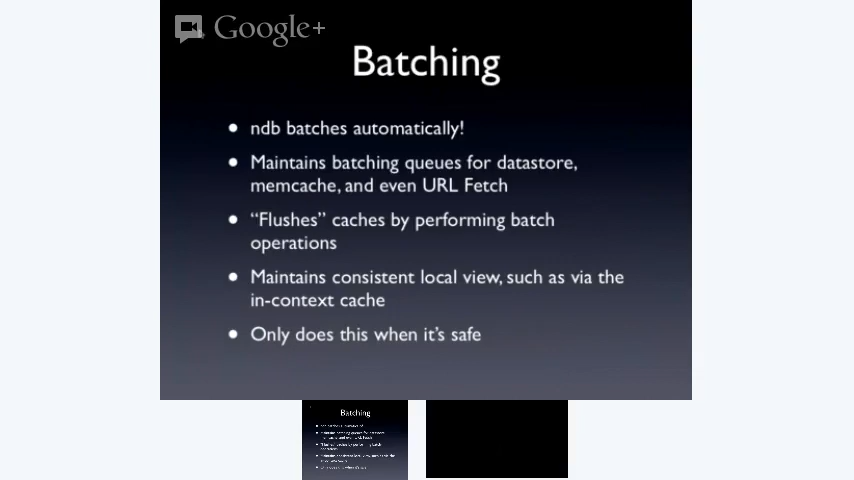 Google+
Batching
• ndb batches automatically!
• Maintains batching queues for datastore,
memcache, and even URL Fetch
• “Flushes” caches by performing batch
operations
• Maintains consistent local view, such as via the
in-context cache
• Only does this when it’s safe
Batching